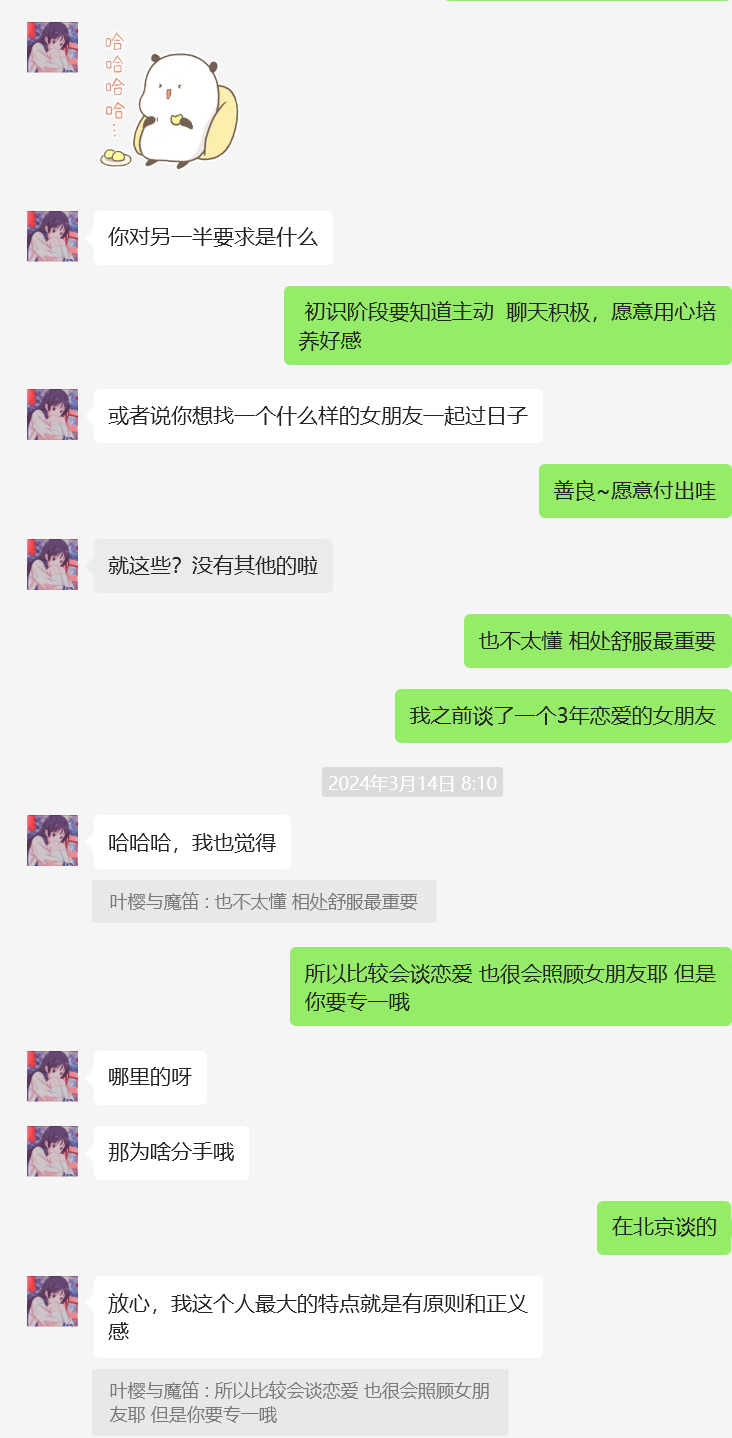 哈
哈
哈
哈
...
你对另一半要求是什么
初识阶段要知道主动 聊天积极，愿意用心培
养好感
或者说你想找一个什么样的女朋友一起过日子
善良~愿意付出哇
就这些？没有其他的啦
也不太懂 相处舒服最重要
我之前谈了一个3年恋爱的女朋友
2024年3月14日 8:10
哈哈哈，我也觉得
叶樱与魔笛 : 也不太懂 相处舒服最重要
所以比较会谈恋爱 也很会照顾女朋友耶 但是
你要专一哦
哪里的呀
那为啥分手哦
在北京谈的
放心，我这个人最大的特点就是有原则和正义
感
叶樱与魔笛 : 所以比较会谈恋爱 也很会照顾女朋
友耶 但是你要专一哦